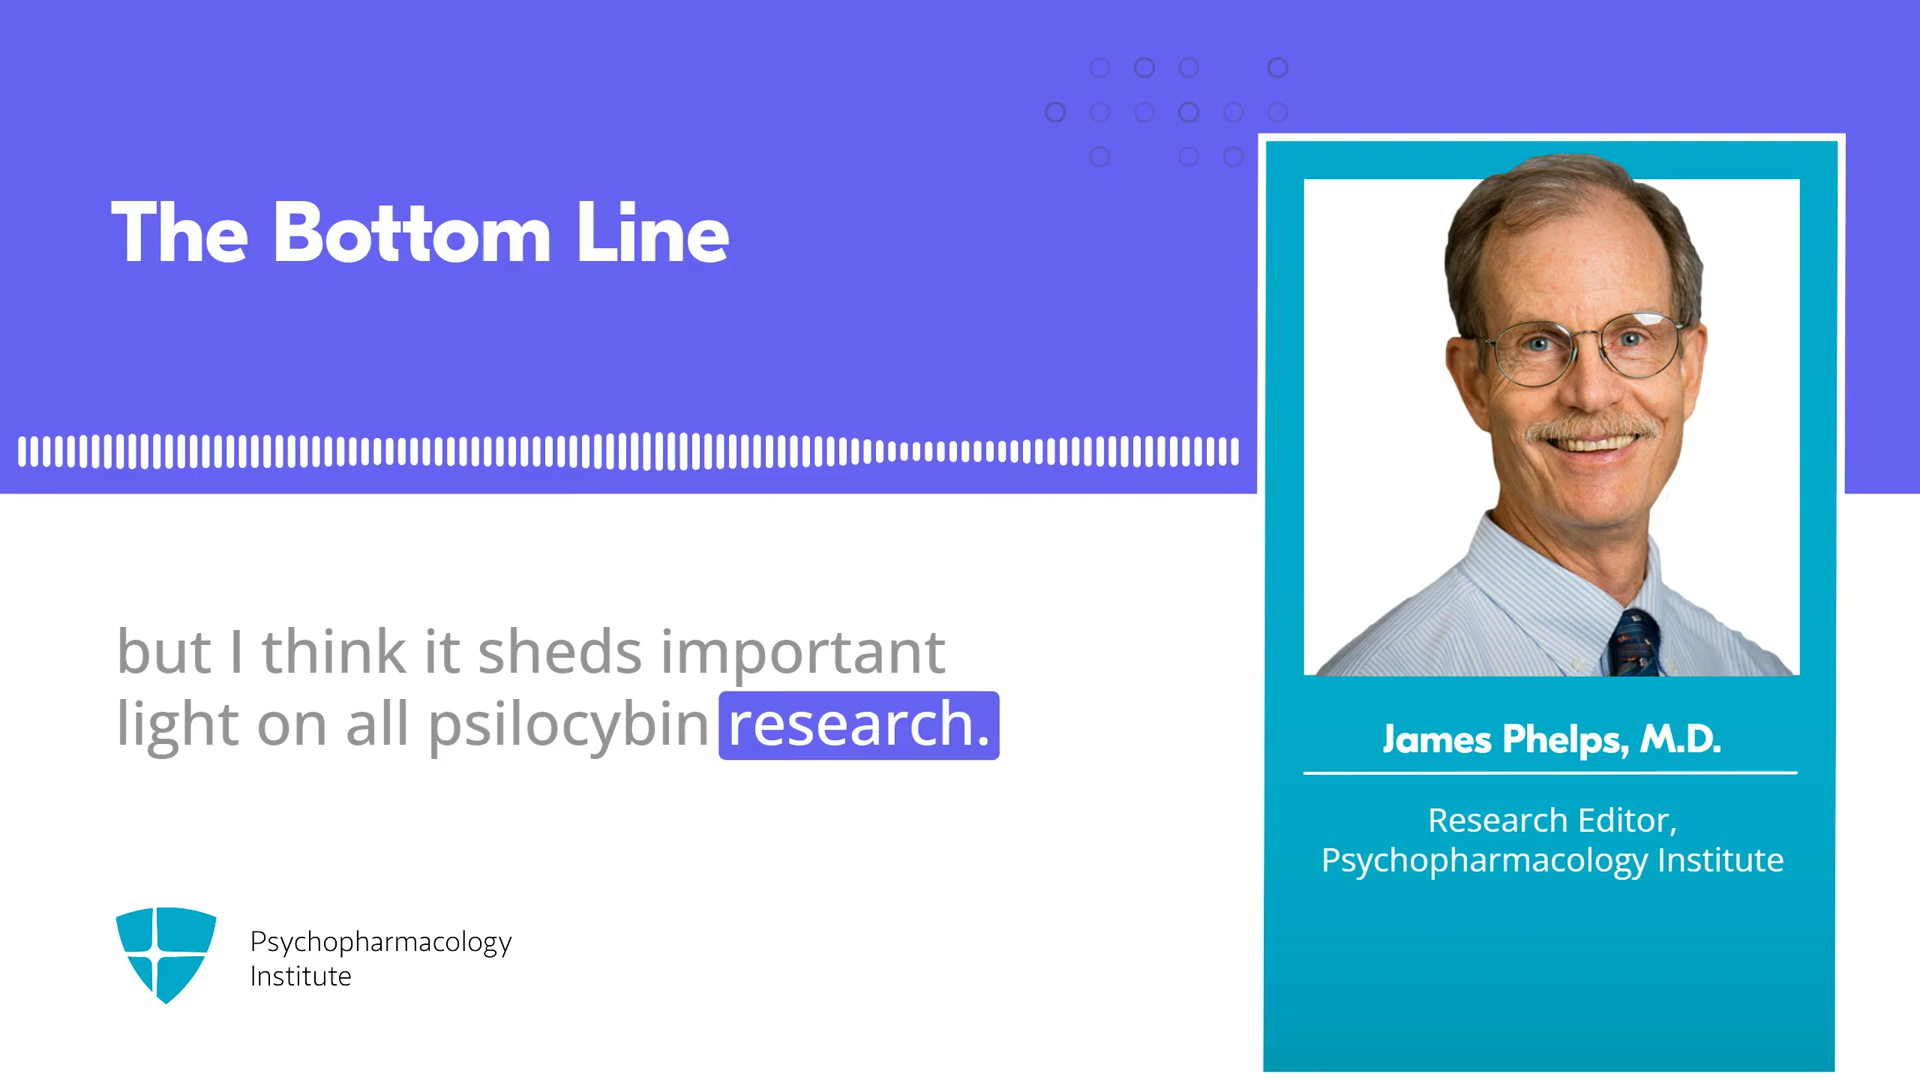 The Bottom Line
but I think it sheds important
light on all psilocybin research.
Psychopharmacology
Institute
James Phelps, M.D.
Research Editor,
Psychopharmacology Institute